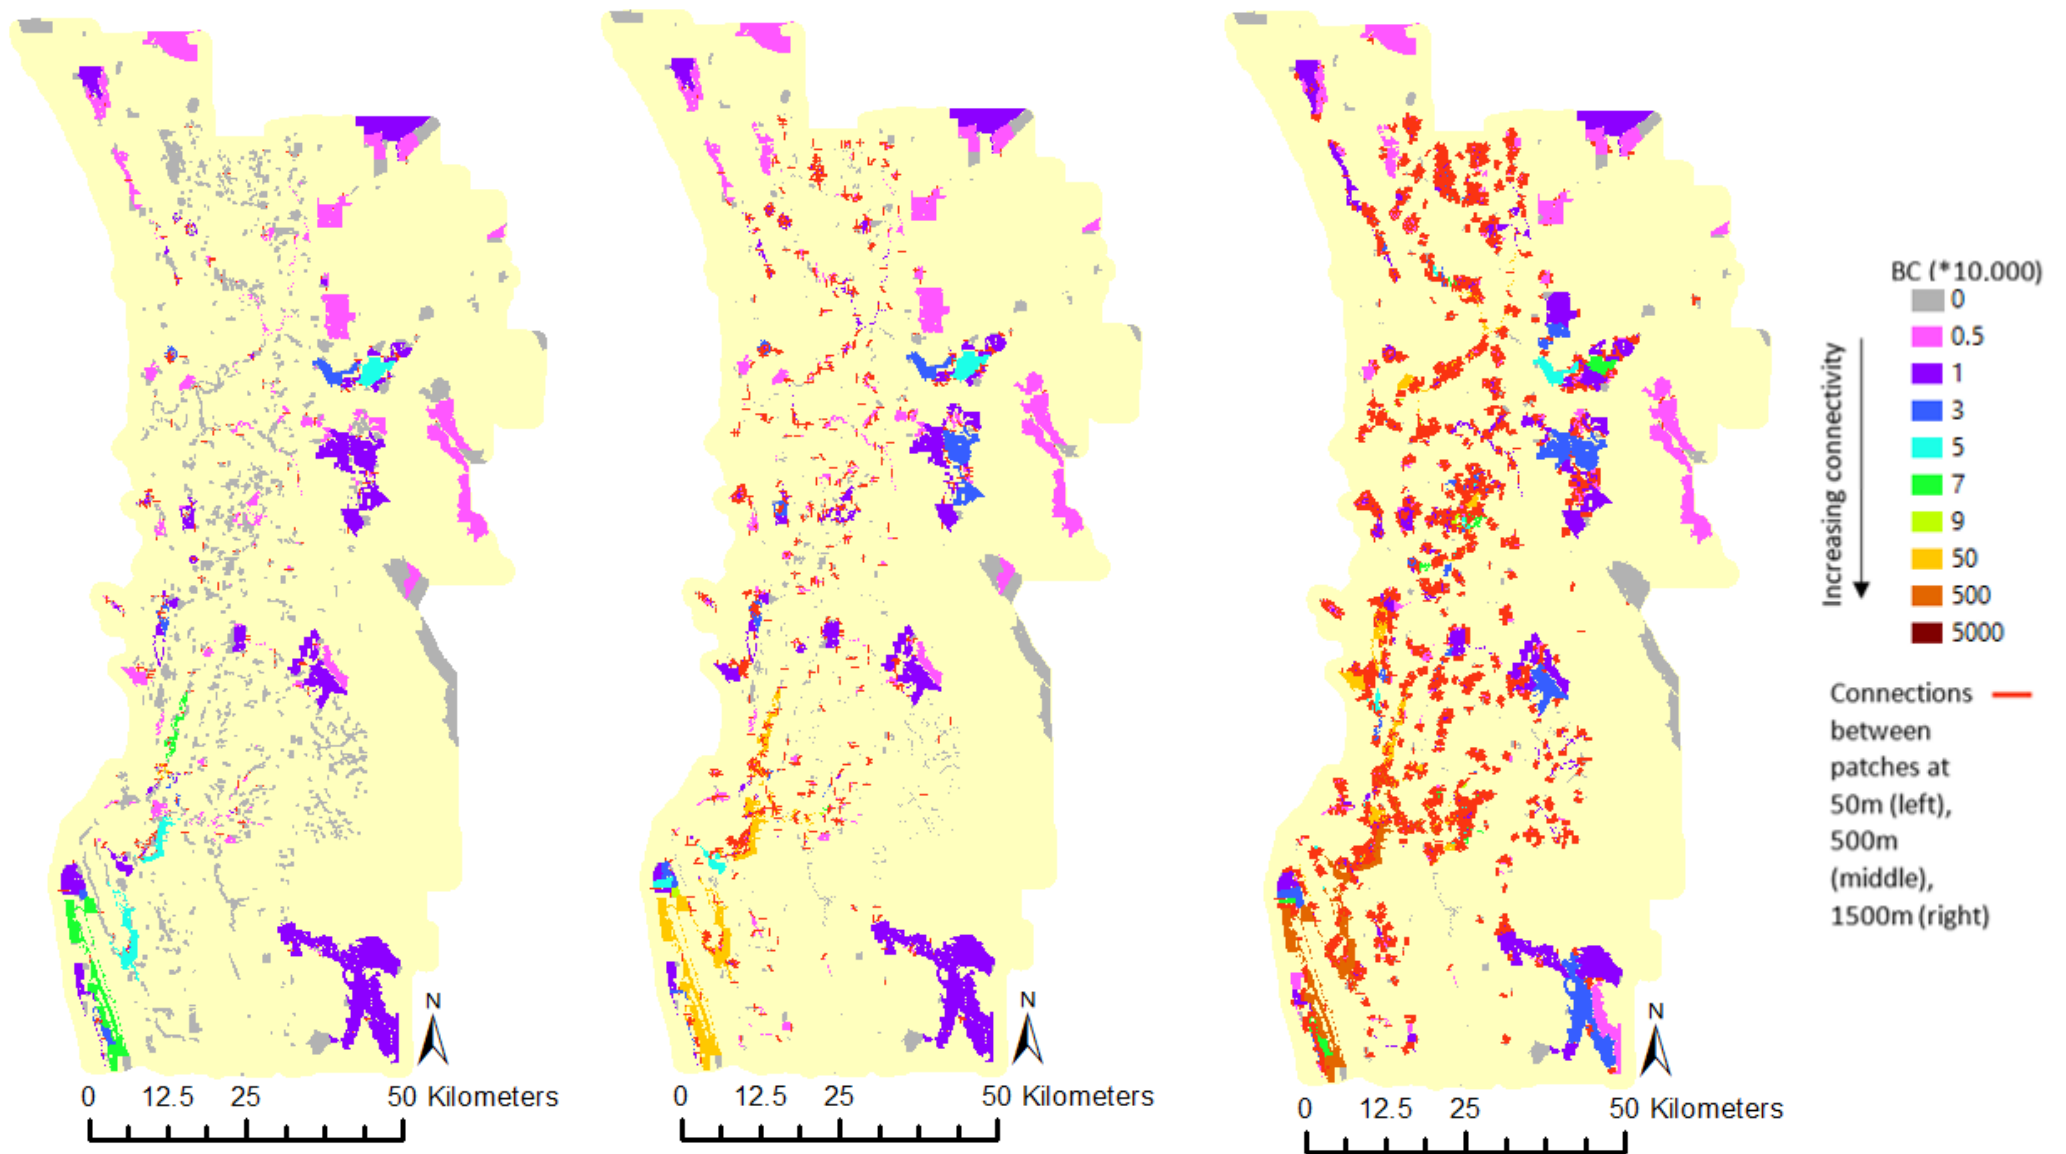 BC (*10.000)
0
0.5
1
3
5
7
9
50
500
5000
Increasing connectivity
Connections
between
patches at
50m (left),
500m
(middle),
1500m (right)
N
0 12.5 25 50 Kilometers
N
0 12.5 25 50 Kilometers
N
0 12.5 25 50 Kilometers